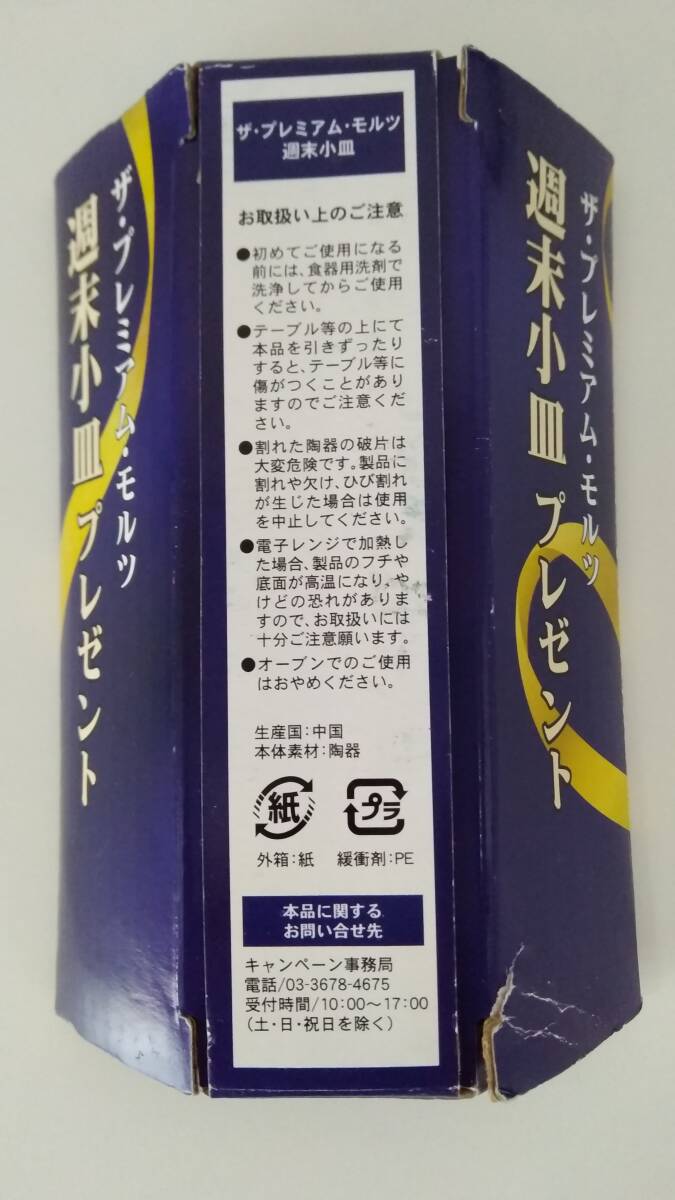 ザ・プレミアム・モルツ
週末小皿 プレゼント
ザ・プレミアム・モルツ
週末小皿
お取扱い上のご注意
●初めてご使用になる
前には、食器用洗剤で
洗浄してからご使用
ください。
●テーブル等の上にて
本品を引きずったり
すると、テーブル等に
傷がつくことがあり
ますのでご注意くだ
さい。
●割れた陶器の破片は
大変危険です。製品に
割れや欠け、ひび割れ
が生じた場合は使用
を中止してください。
●電子レンジで加熱し
た場合、製品のフチや
底面が高温になり、や
けどの恐れがありま
すので、お取扱いには
十分ご注意願います。
●オーブンでのご使用
はおやめください。
生産国:中国
本体素材:陶器
紙 プラ
外箱:紙 緩衝剤:PE
本品に関する
お問い合せ先
キャンペーン事務局
電話/03-3678-4675
受付時間/10:00～17:00
(土・日・祝日を除く)
ザ・プレミアム・モルツ
週末小皿 プレゼント